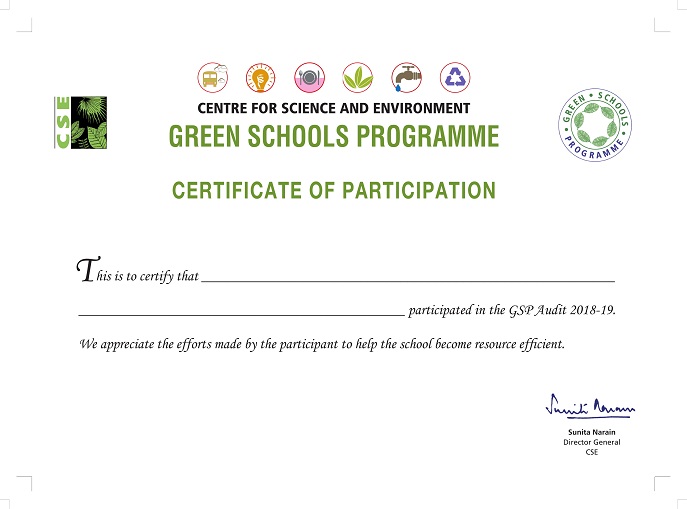 CSE
CENTRE FOR SCIENCE AND ENVIRONMENT
GREEN SCHOOLS PROGRAMME
GREEN • SCHOOLS • PROGRAMME •
CERTIFICATE OF PARTICIPATION
This is to certify that
participated in the GSP Audit 2018-19.
We appreciate the efforts made by the participant to help the school become resource efficient.
Sunita Narain
Sunita Narain
Director General
CSE